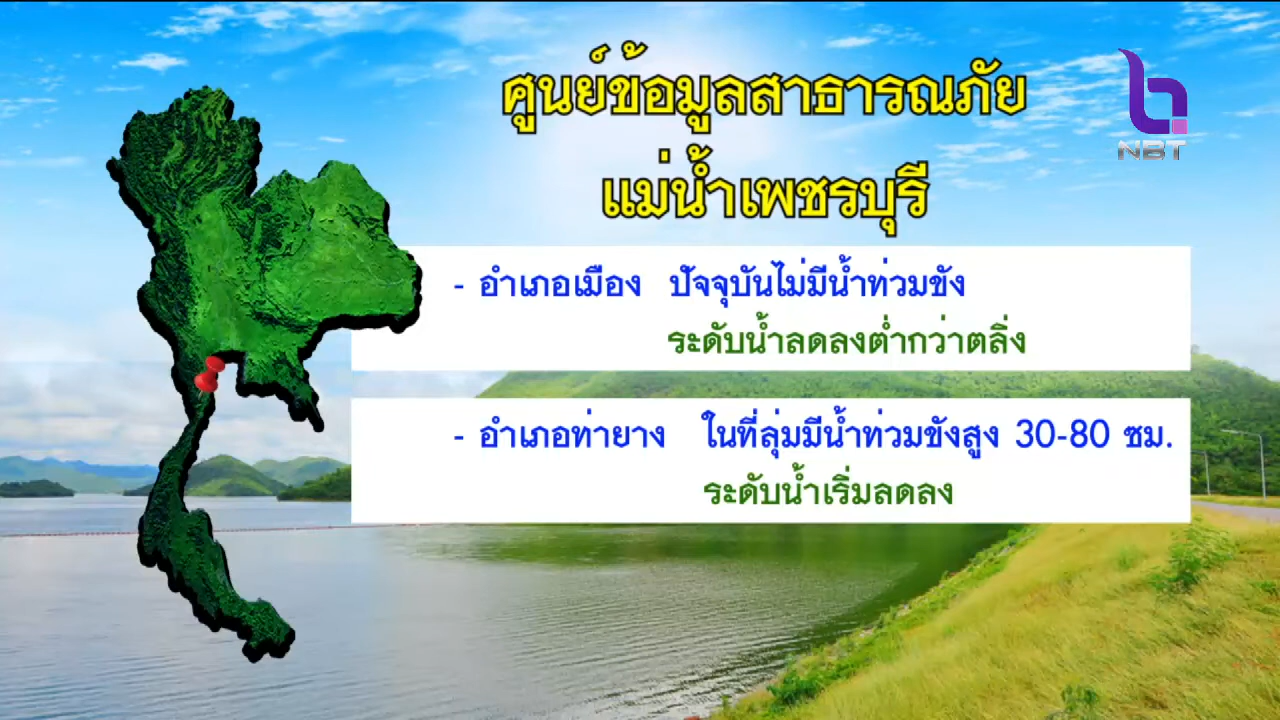 ศูนย์ข้อมูลสาธารณภัย
แม่น้ำเพชรบุรี
NBT
- อำเภอเมือง ปัจจุบันไม่มีน้ำท่วมขัง
ระดับน้ำลดลงต่ำกว่าตลิ่ง
- อำเภอท่ายาง ในที่ลุ่มมีน้ำท่วมขังสูง 30-80 ซม.
ระดับน้ำเริ่มลดลง